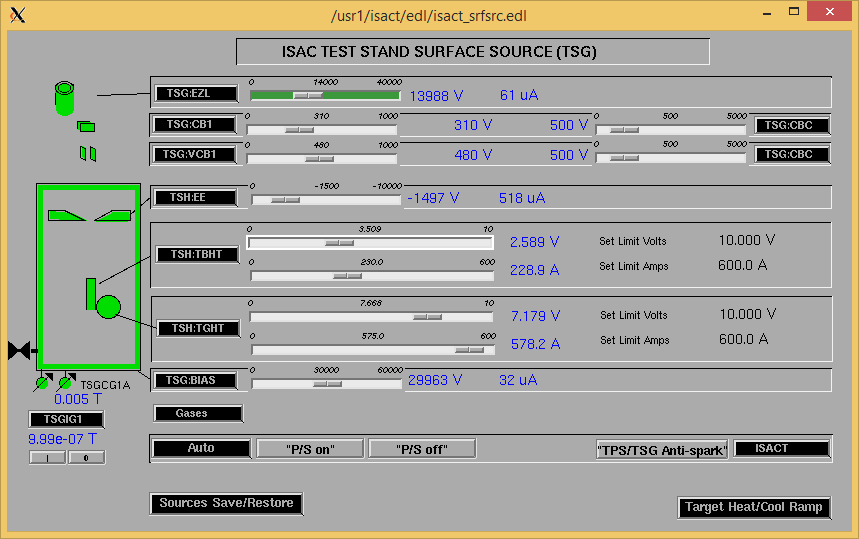 /usr1/isact/edl/isact_srfsrc.edl
ISAC TEST STAND SURFACE SOURCE (TSG)
0 14000 40000
TSG:EZL 13988 V 61 uA
0 310 1000 0 500 5000
TSG:CB1 310 V 500 V TSG:CBC
0 480 1000 0 500 5000
TSG:VCB1 480 V 500 V TSG:CBC
0 -1500 -10000
TSH:EE -1497 V 518 uA
0 3.509 10
2.589 V Set Limit Volts 10.000 V
TSH:TBHT
0 230.0 600
228.9 A Set Limit Amps 600.0 A
0 7.668 10
7.179 V Set Limit Volts 10.000 V
TSH:TGHT
0 575.0 600
578.2 A Set Limit Amps 600.0 A
0 30000 60000
TSG:BIAS 29963 V 32 uA
TSGCG1A
0.005 T
TSGIG1
9.99e-07 T
I 0
Gases
Auto "P/S on" "P/S off" "TPS/TSG Anti-spark" ISACT
Sources Save/Restore Target Heat/Cool Ramp